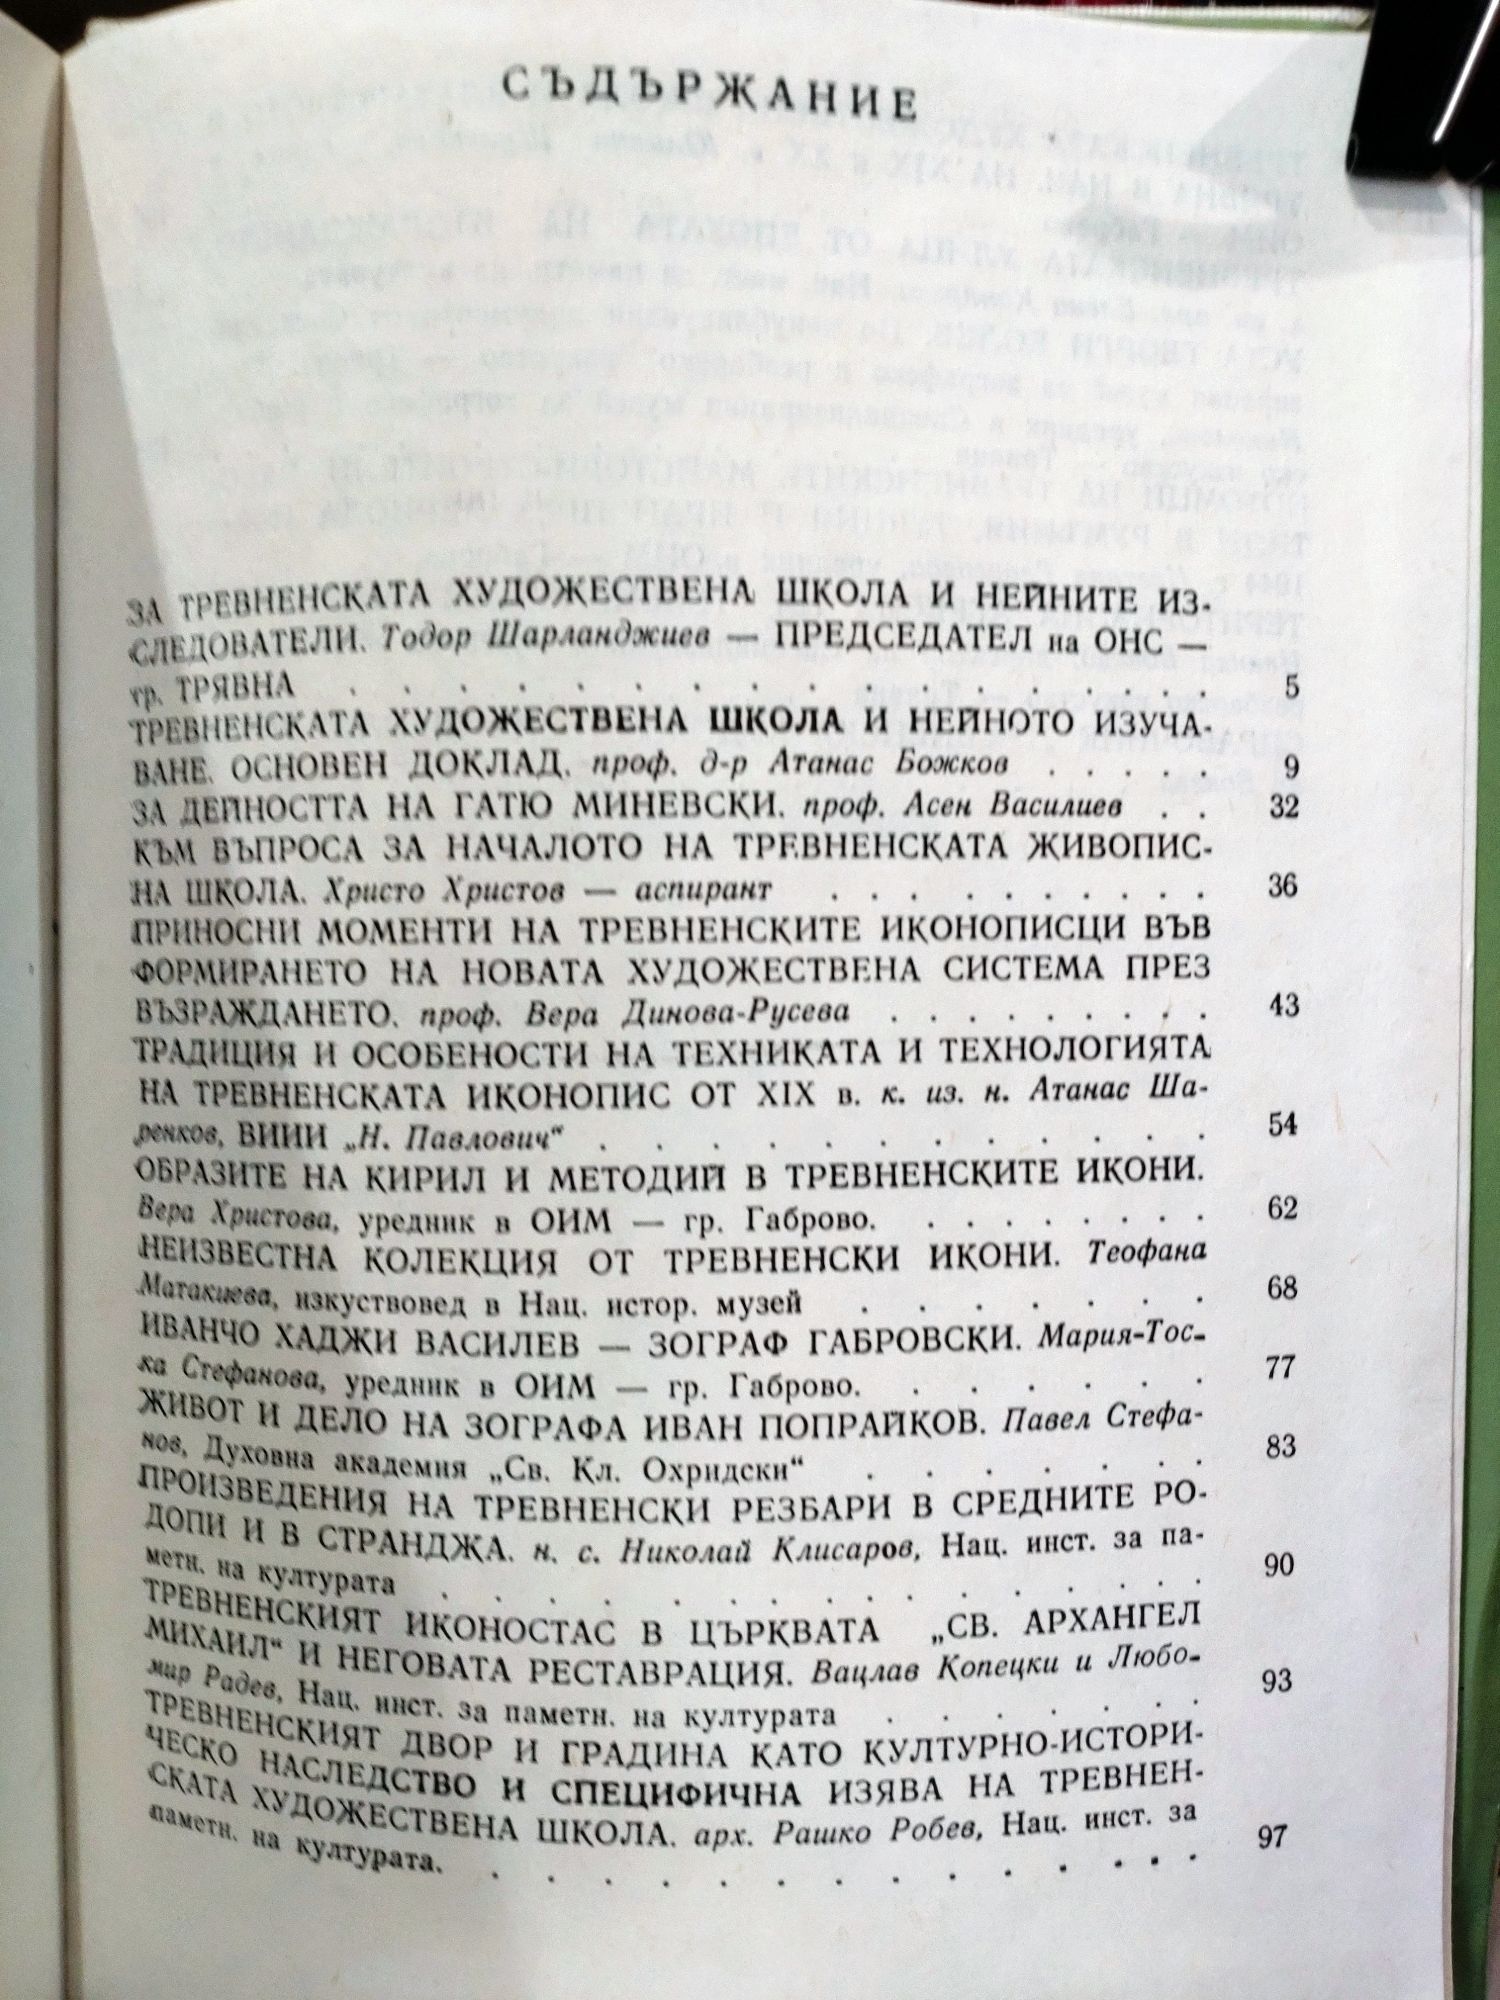 СЪДЪРЖАНИЕ
ЗА ТРЕВНЕНСКАТА ХУДОЖЕСТВЕНА ШКОЛА И НЕЙНИТЕ ИЗ-
СЛЕДОВАТЕЛИ. Тодор Шарланджиев — ПРЕДСЕДАТЕЛ на ОНС —
гр. ТРЯВНА . . . . . . . . . . . . . . . 5
ТРЕВНЕНСКАТА ХУДОЖЕСТВЕНА ШКОЛА И НЕЙНОТО ИЗУЧА-
ВАНЕ. ОСНОВЕН ДОКЛАД. проф. д-р Атанас Божков . . . . . 9
ЗА ДЕЙНОСТТА НА ГАТЮ МИНЕВСКИ. проф. Асен Василиев . . 32
КЪМ ВЪПРОСА ЗА НАЧАЛОТО НА ТРЕВНЕНСКАТА ЖИВОПИС-
НА ШКОЛА. Христо Христов — аспирант . . . . . . . . . 36
ПРИНОСНИ МОМЕНТИ НА ТРЕВНЕНСКИТЕ ИКОНОПИСЦИ ВЪВ
ФОРМИРАНЕТО НА НОВАТА ХУДОЖЕСТВЕНА СИСТЕМА ПРЕЗ
ВЪЗРАЖДАНЕТО. проф. Вера Динова-Русева . . . . . . . . 43
ТРАДИЦИЯ И ОСОБЕНОСТИ НА ТЕХНИКАТА И ТЕХНОЛОГИЯТА
НА ТРЕВНЕНСКАТА ИКОНОПИС ОТ XIX в. к. из. н. Атанас Ша-
ренков, ВИИИ „Н. Павлович“ . . . . . . . . . . . 54
ОБРАЗИТЕ НА КИРИЛ И МЕТОДИЙ В ТРЕВНЕНСКИТЕ ИКОНИ.
Вера Христова, уредник в ОИМ — гр. Габрово. . . . . . . . . 62
НЕИЗВЕСТНА КОЛЕКЦИЯ ОТ ТРЕВНЕНСКИ ИКОНИ. Теофана
Матакиева, изкуствовед в Нац. истор. музей . . . . . . . 68
ИВАНЧО ХАДЖИ ВАСИЛЕВ — ЗОГРАФ ГАБРОВСКИ. Мария-Тос-
ка Стефанова, уредник в ОИМ — гр. Габрово. . . . . . . 77
ЖИВОТ И ДЕЛО НА ЗОГРАФА ИВАН ПОПРАЙКОВ. Павел Стефа-
нов, Духовна академия „Св. Кл. Охридски“ . . . . . . . 83
ПРОИЗВЕДЕНИЯ НА ТРЕВНЕНСКИ РЕЗБАРИ В СРЕДНИТЕ РО-
ДОПИ И В СТРАНДЖА. н. с. Николай Клисаров, Нац. инст. за па-
метн. на културата . . . . . . . . . . . . . 90
ТРЕВНЕНСКИЯТ ИКОНОСТАС В ЦЪРКВАТА „СВ. АРХАНГЕЛ
МИХАИЛ“ И НЕГОВАТА РЕСТАВРАЦИЯ. Вацлав Копецки и Любо-
мир Радев, Нац. инст. за паметн. на културата . . . . . . 93
ТРЕВНЕНСКИЯТ ДВОР И ГРАДИНА КАТО КУЛТУРНО-ИСТОРИ-
ЧЕСКО НАСЛЕДСТВО И СПЕЦИФИЧНА ИЗЯВА НА ТРЕВНЕН-
СКАТА ХУДОЖЕСТВЕНА ШКОЛА. арх. Рашко Робев, Нац. инст. за
паметн. на културата. . . . . . . . . . . . . . 97